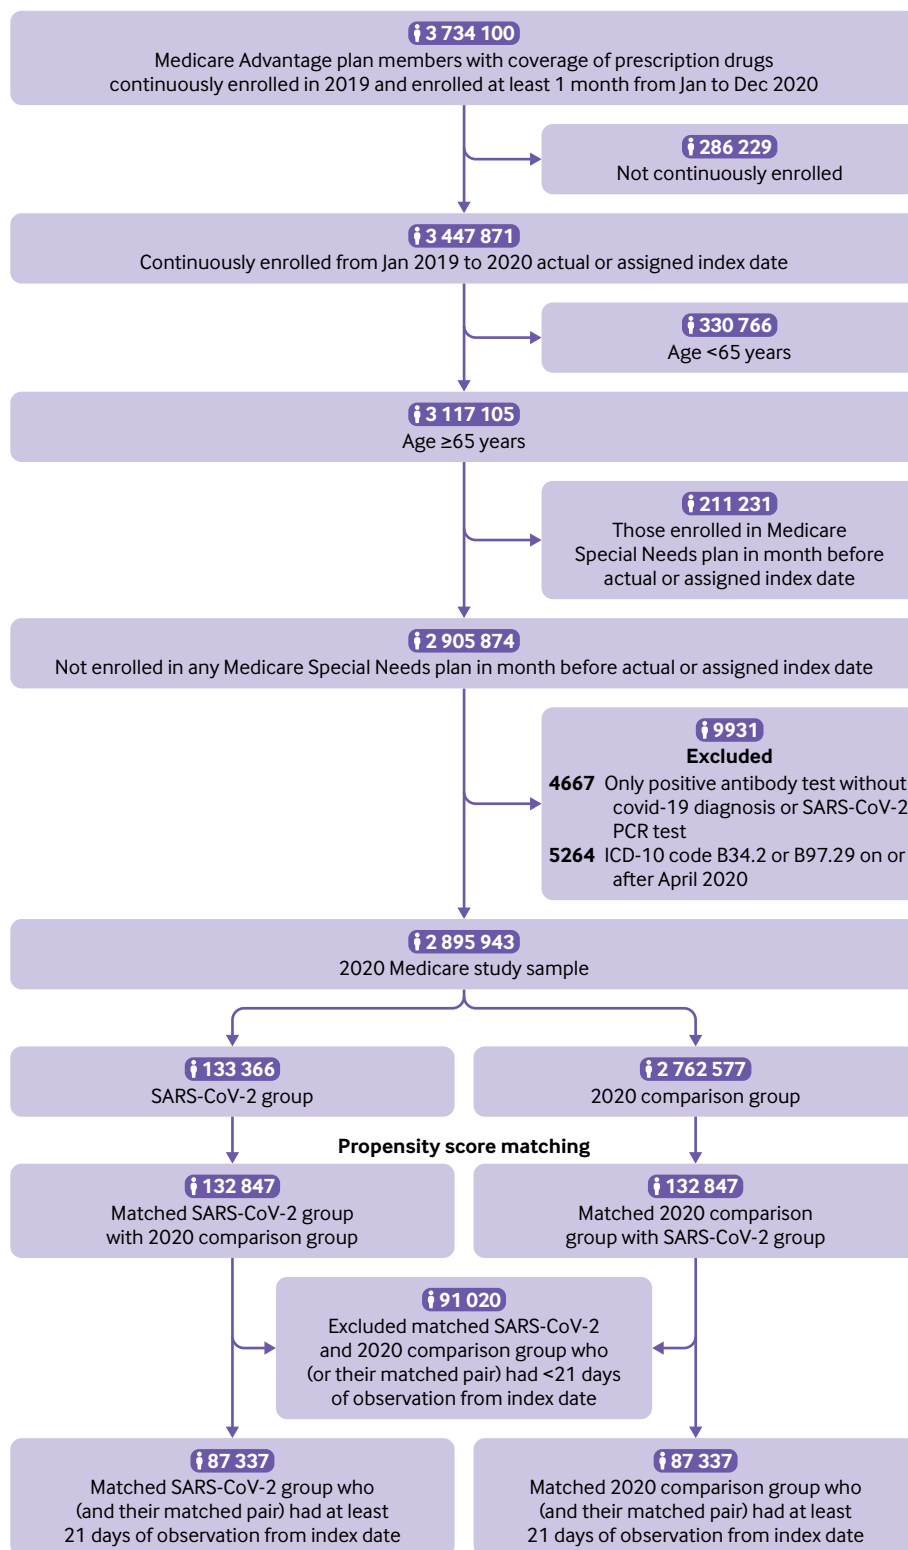 3 734 100
Medicare Advantage plan members with coverage of prescription drugs
continuously enrolled in 2019 and enrolled at least 1 month from Jan to Dec 2020
286 229
Not continuously enrolled
3 447 871
Continuously enrolled from Jan 2019 to 2020 actual or assigned index date
330 766
Age <65 years
3 117 105
Age ≥65 years
211 231
Those enrolled in Medicare
Special Needs plan in month before
actual or assigned index date
2 905 874
Not enrolled in any Medicare Special Needs plan in month before actual or assigned index date
9931
Excluded
4667 Only positive antibody test without
covid-19 diagnosis or SARS-CoV-2
PCR test
5264 ICD-10 code B34.2 or B97.29 on or
after April 2020
2 895 943
2020 Medicare study sample
133 366
SARS-CoV-2 group
2 762 577
2020 comparison group
Propensity score matching
132 847
Matched SARS-CoV-2 group
with 2020 comparison group
132 847
Matched 2020 comparison
group with SARS-CoV-2 group
91 020
Excluded matched SARS-CoV-2
and 2020 comparison group who
(or their matched pair) had <21 days
of observation from index date
87 337
Matched SARS-CoV-2 group who
(and their matched pair) had at least
21 days of observation from index date
87 337
Matched 2020 comparison group who
(and their matched pair) had at least
21 days of observation from index date